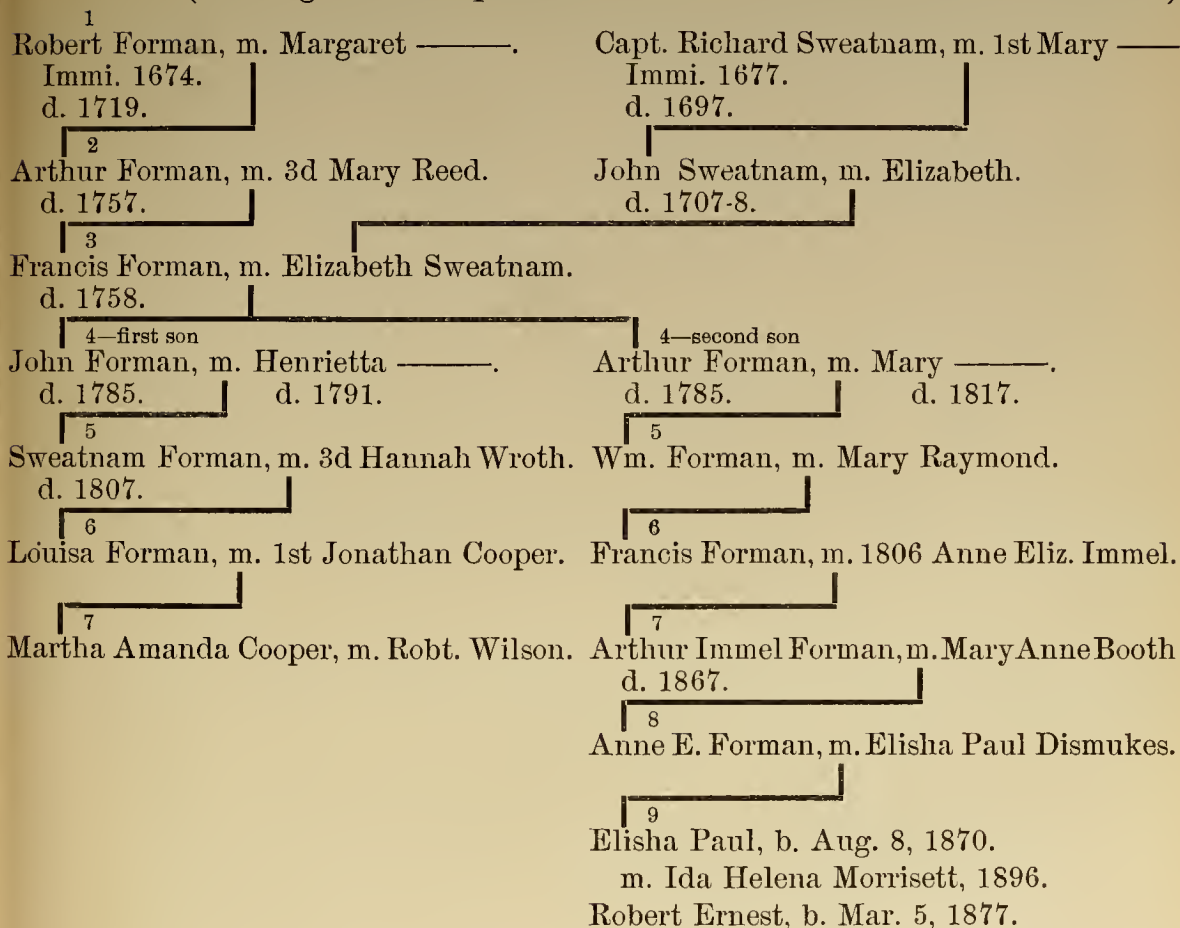 1
Robert Forman, m. Margaret ———. Capt. Richard Sweatnam, m. 1st Mary ——
Immi. 1674. Immi. 1677.
d. 1719. d. 1697.
2
Arthur Forman, m. 3d Mary Reed. John Sweatnam, m. Elizabeth.
d. 1757. d. 1707-8.
3
Francis Forman, m. Elizabeth Sweatnam.
d. 1758.
4—first son 4—second son
John Forman, m. Henrietta ———. Arthur Forman, m. Mary ———.
d. 1785. d. 1791. d. 1785. d. 1817.
5 5
Sweatnam Forman, m. 3d Hannah Wroth. Wm. Forman, m. Mary Raymond.
d. 1807.
6 6
Louisa Forman, m. 1st Jonathan Cooper. Francis Forman, m. 1806 Anne Eliz. Immel.
7 7
Martha Amanda Cooper, m. Robt. Wilson. Arthur Immel Forman, m. Mary Anne Booth
d. 1867.
8
Anne E. Forman, m. Elisha Paul Dismukes.
9
Elisha Paul, b. Aug. 8, 1870.
m. Ida Helena Morrisett, 1896.
Robert Ernest, b. Mar. 5, 1877.